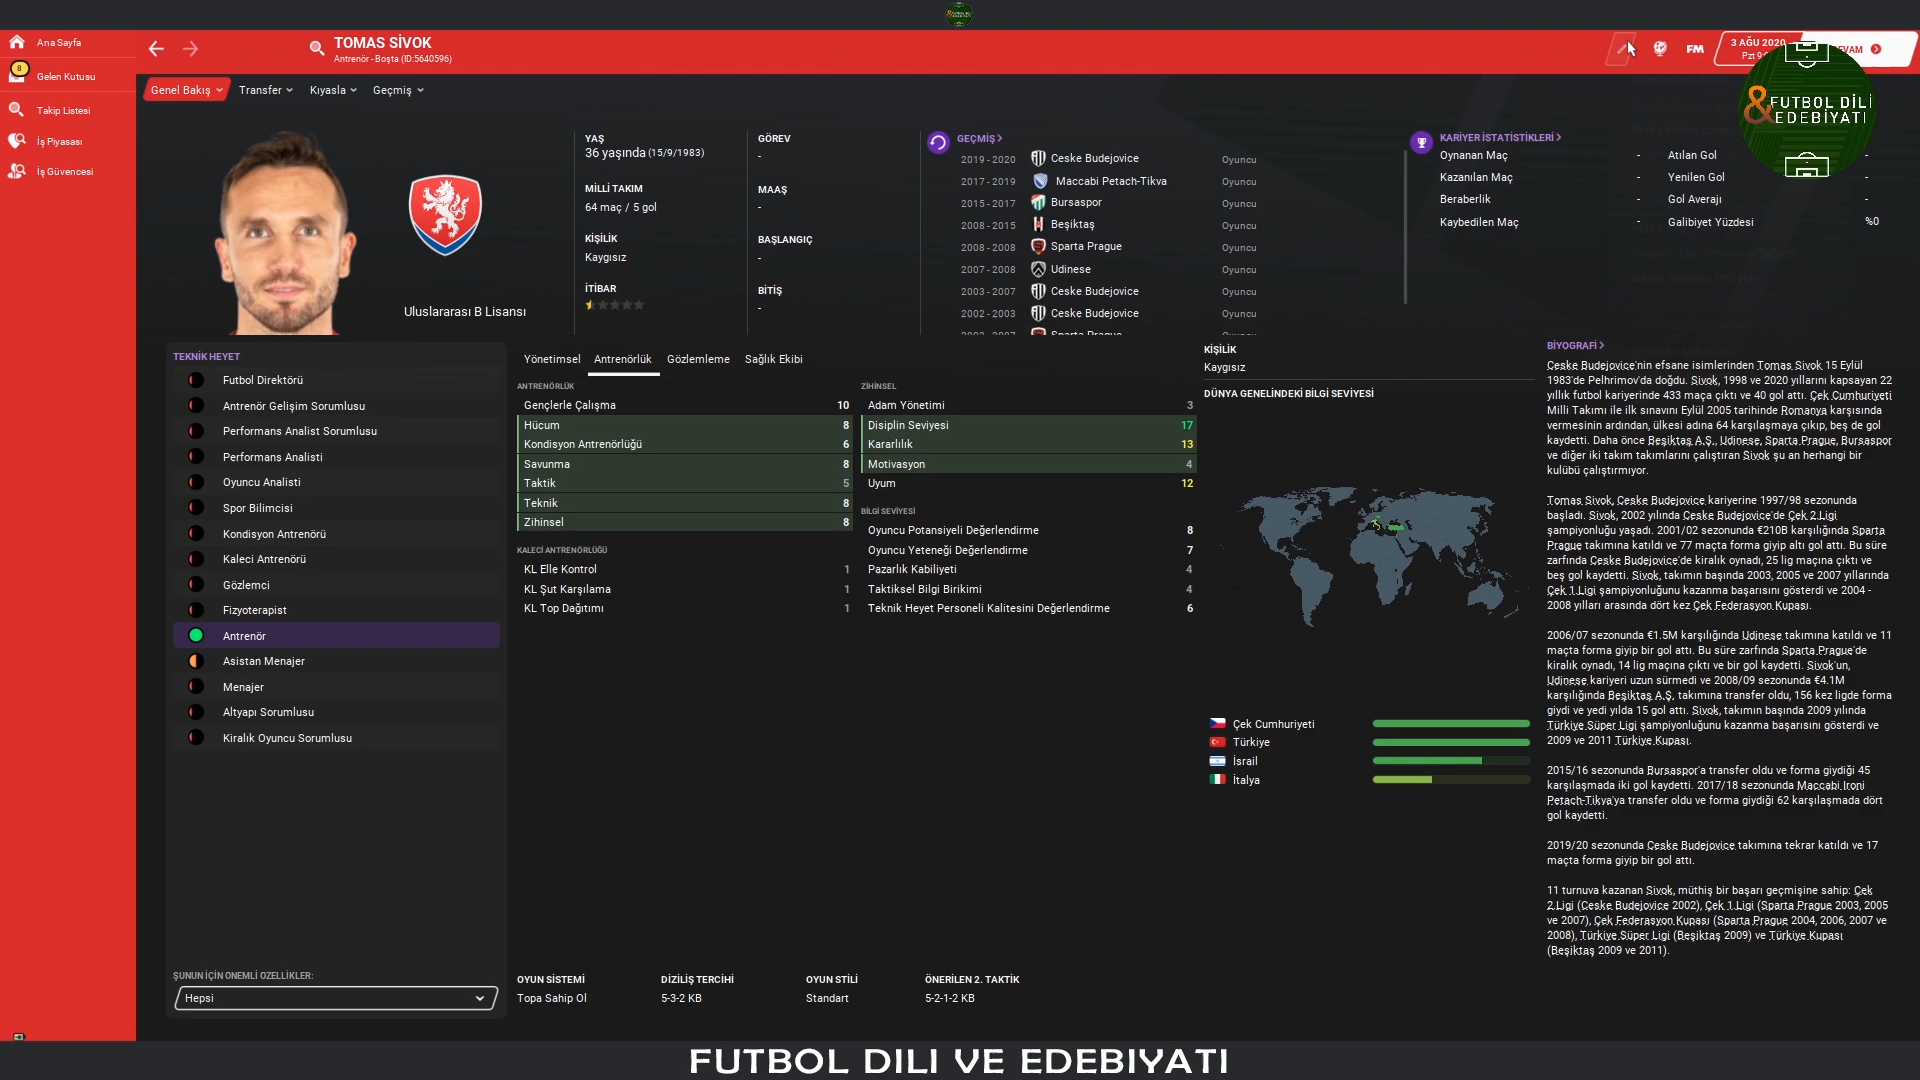 Ana Sayfa
8
Gelen Kutusu
Takip Listesi
İş Piyasası
İş Güvencesi
TOMAS SİVOK
Antrenör - Boşta (ID:5640596)
FM
3 AĞU 2020
Pzt 9:
VAM
FUTBOL DİLİ
& EDEBİYATI
Genel Bakış
Transfer
Kıyasla
Geçmiş
Uluslararası B Lisansı
YAŞ
36 yaşında (15/9/1983)
MİLLİ TAKIM
64 maç / 5 gol
KİŞİLİK
Kaygısız
İTİBAR
GÖREV
-
MAAŞ
-
BAŞLANGIÇ
-
BİTİŞ
-
GEÇMİŞ >
2019 - 2020 Ceske Budejovice Oyuncu
2017 - 2019 Maccabi Petach-Tikva Oyuncu
2015 - 2017 Bursaspor Oyuncu
2008 - 2015 Beşiktaş Oyuncu
2008 - 2008 Sparta Prague Oyuncu
2007 - 2008 Udinese Oyuncu
2003 - 2007 Ceske Budejovice Oyuncu
2002 - 2003 Ceske Budejovice Oyuncu
Sparta Prague Oyuncu
KARİYER İSTATİSTİKLERİ >
Oynanan Maç - Atılan Gol -
Kazanılan Maç - Yenilen Gol -
Beraberlik - Gol Averajı -
Kaybedilen Maç - Galibiyet Yüzdesi %0
TEKNİK HEYET
Futbol Direktörü
Antrenör Gelişim Sorumlusu
Performans Analist Sorumlusu
Performans Analisti
Oyuncu Analisti
Spor Bilimcisi
Kondisyon Antrenörü
Kaleci Antrenörü
Gözlemci
Fizyoterapist
Antrenör
Asistan Menajer
Menajer
Altyapı Sorumlusu
Kiralık Oyuncu Sorumlusu
ŞUNUN İÇİN ÖNEMLİ ÖZELLİKLER:
Hepsi
Yönetimsel Antrenörlük Gözlemleme Sağlık Ekibi
ANTRENÖRLÜK
Gençlerle Çalışma 10
Hücum 8
Kondisyon Antrenörlüğü 6
Savunma 8
Taktik 5
Teknik 8
Zihinsel 8
KALECİ ANTRENÖRLÜĞÜ
KL Elle Kontrol 1
KL Şut Karşılama 1
KL Top Dağıtımı 1
ZİHİNSEL
Adam Yönetimi 3
Disiplin Seviyesi 17
Kararlılık 13
Motivasyon 4
Uyum 12
BİLGİ SEVİYESİ
Oyuncu Potansiyeli Değerlendirme 8
Oyuncu Yeteneği Değerlendirme 7
Pazarlık Kabiliyeti 4
Taktiksel Bilgi Birikimi 4
Teknik Heyet Personeli Kalitesini Değerlendirme 6
OYUN SİSTEMİ
Topa Sahip Ol
DİZİLİŞ TERCİHİ
5-3-2 KB
OYUN STİLİ
Standart
ÖNERİLEN 2. TAKTİK
5-2-1-2 KB
KİŞİLİK
Kaygısız
DÜNYA GENELİNDEKİ BİLGİ SEVİYESİ
Çek Cumhuriyeti
Türkiye
İsrail
İtalya
BİYOGRAFİ >
Ceske Budejovice'nin efsane isimlerinden Tomas Sivok 15 Eylül
1983'de Pelhrimov'da doğdu. Sivok, 1998 ve 2020 yıllarını kapsayan 22
yıllık futbol kariyerinde 433 maça çıktı ve 40 gol attı. Çek Cumhuriyeti
Milli Takımı ile ilk sınavını Eylül 2005 tarihinde Romanya karşısında
vermesinin ardından, ülkesi adına 64 karşılaşmaya çıkıp, beş de gol
kaydetti. Daha önce Beşiktaş A.Ş., Udinese, Sparta Prague, Bursaspor
ve diğer iki takım takımlarını çalıştıran Sivok şu an herhangi bir
kulübü çalıştırmıyor.
Tomas Sivok, Ceske Budejovice kariyerine 1997/98 sezonunda
başladı. Sivok, 2002 yılında Ceske Budejovice'de Çek 2.Ligi
şampiyonluğu yaşadı. 2001/02 sezonunda €210B karşılığında Sparta
Prague takımına katıldı ve 77 maçta forma giyip altı gol attı. Bu süre
zarfında Ceske Budejovice'de kiralık oynadı, 25 lig maçına çıktı ve
beş gol kaydetti. Sivok, takımın başında 2003, 2005 ve 2007 yıllarında
Çek 1.Ligi şampiyonluğunu kazanma başarısını gösterdi ve 2004 -
2008 yılları arasında dört kez Çek Federasyon Kupası.
2006/07 sezonunda €1.5M karşılığında Udinese takımına katıldı ve 11
maçta forma giyip bir gol attı. Bu süre zarfında Sparta Prague'de
kiralık oynadı, 14 lig maçına çıktı ve bir gol kaydetti. Sivok'un,
Udinese kariyeri uzun sürmedi ve 2008/09 sezonunda €4.1M
karşılığında Beşiktaş A.Ş. takımına transfer oldu, 156 kez ligde forma
giydi ve yedi yılda 15 gol attı. Sivok, takımın başında 2009 yılında
Türkiye Süper Ligi şampiyonluğunu kazanma başarısını gösterdi ve
2009 ve 2011 Türkiye Kupası.
2015/16 sezonunda Bursaspor'a transfer oldu ve forma giydiği 45
karşılaşmada iki gol kaydetti. 2017/18 sezonunda Maccabi Ironi
Petach-Tikva'ya transfer oldu ve forma giydiği 62 karşılaşmada dört
gol kaydetti.
2019/20 sezonunda Ceske Budejovice takımına tekrar katıldı ve 17
maçta forma giyip bir gol attı.
11 turnuva kazanan Sivok, müthiş bir başarı geçmişine sahip: Çek
2.Ligi (Ceske Budejovice 2002), Çek 1.Ligi (Sparta Prague 2003, 2005
ve 2007), Çek Federasyon Kupası (Sparta Prague 2004, 2006, 2007 ve
2008), Türkiye Süper Ligi (Beşiktaş 2009) ve Türkiye Kupası
(Beşiktaş 2009 ve 2011).
FUTBOL DILI VE EDEBIYATI